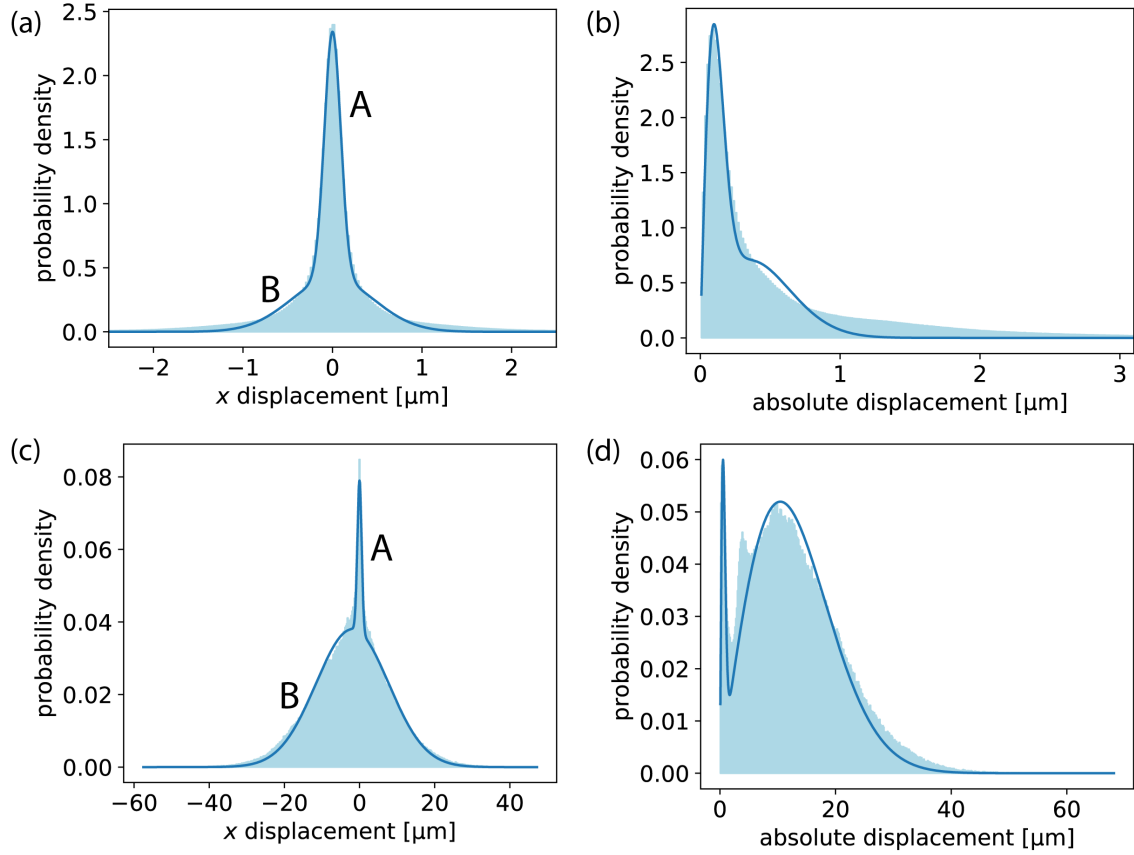 (a)
2.5
2.0
1.5
1.0
0.5
0.0
probability density
A
B
−2
−1
0
1
2
x displacement [μm]
(b)
2.5
2.0
1.5
1.0
0.5
0.0
probability density
0
1
2
3
absolute displacement [μm]
(c)
0.08
0.06
0.04
0.02
0.00
probability density
A
B
−60
−40
−20
0
20
40
x displacement [μm]
(d)
0.06
0.05
0.04
0.03
0.02
0.01
0.00
probability density
0
20
40
60
absolute displacement [μm]